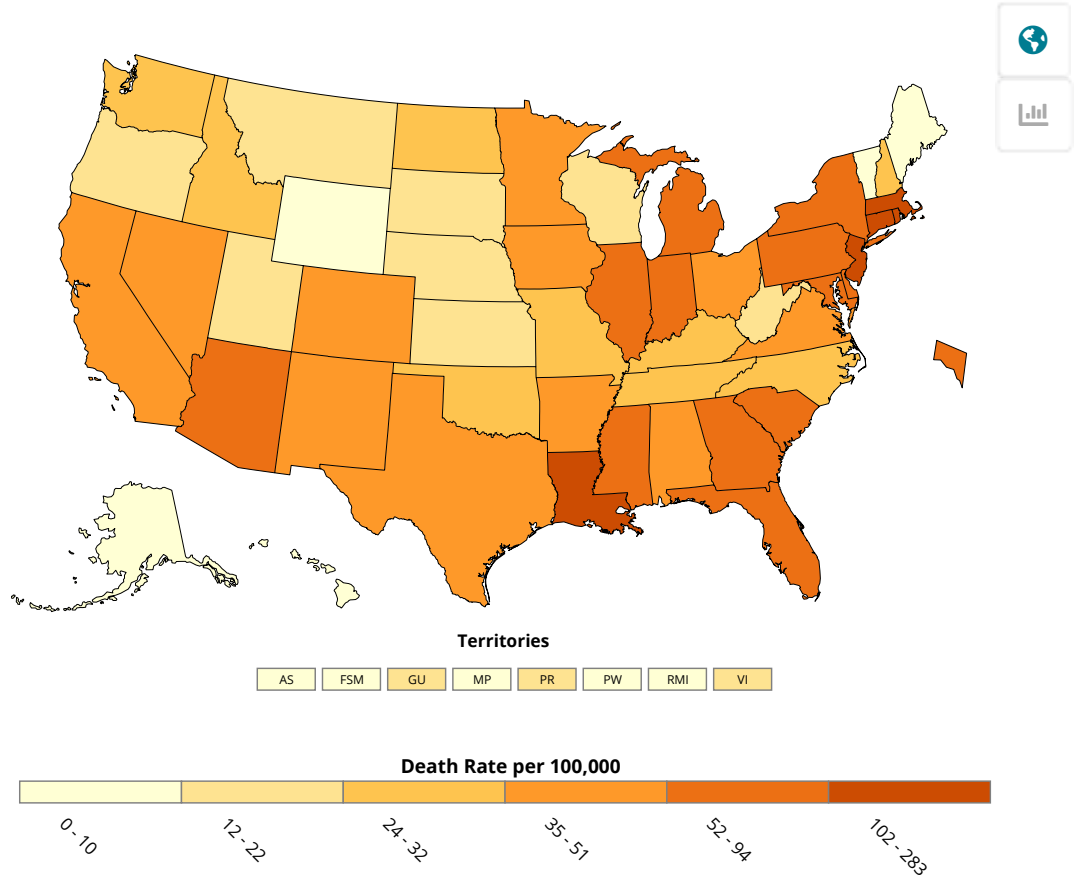 Territories
AS FSM GU MP PR PW RMI VI
Death Rate per 100,000
0 - 10 12 - 22 24 - 32 35 - 51 52 - 94 102 - 283